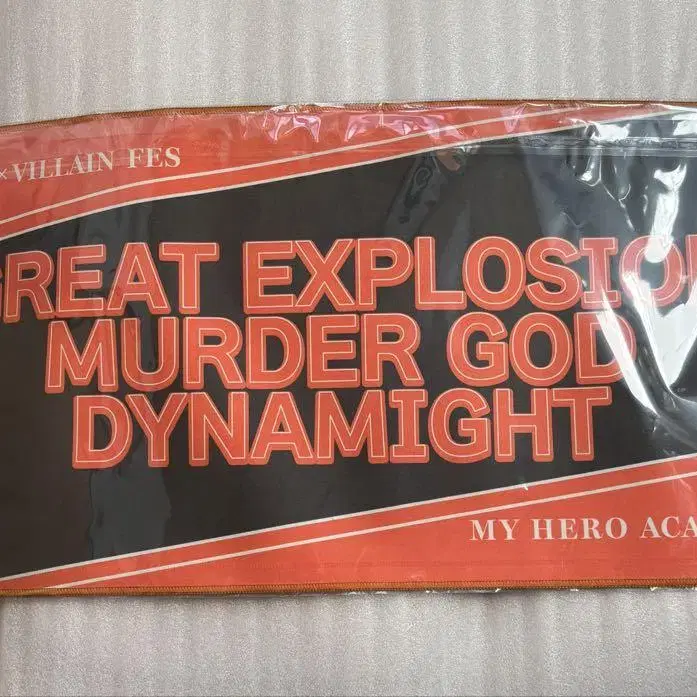 ×VILLAIN FES
GREAT EXPLOSION
MURDER GOD
DYNAMIGHT
MY HERO ACA